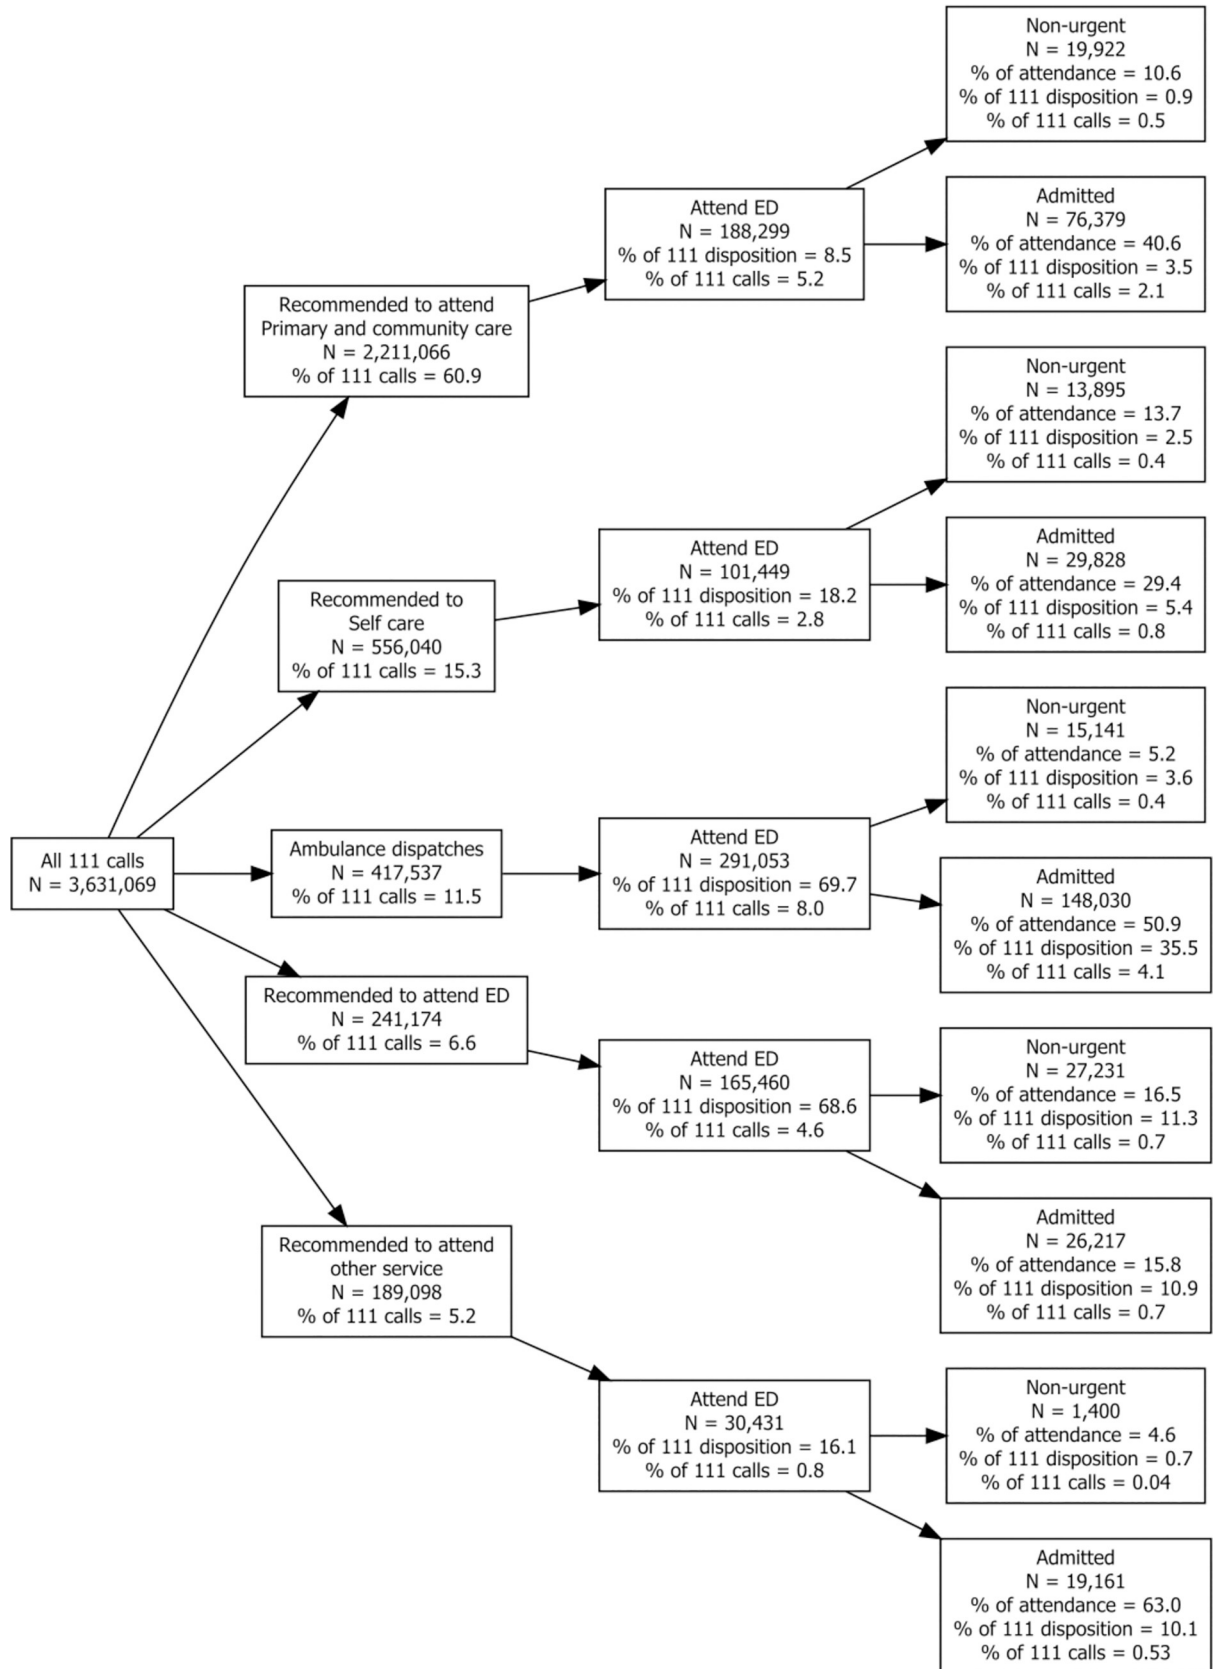 All 111 calls
N = 3,631,069
Recommended to attend
Primary and community care
N = 2,211,066
% of 111 calls = 60.9
Attend ED
N = 188,299
% of 111 disposition = 8.5
% of 111 calls = 5.2
Non-urgent
N = 19,922
% of attendance = 10.6
% of 111 disposition = 0.9
% of 111 calls = 0.5
Admitted
N = 76,379
% of attendance = 40.6
% of 111 disposition = 3.5
% of 111 calls = 2.1
Recommended to
Self care
N = 556,040
% of 111 calls = 15.3
Attend ED
N = 101,449
% of 111 disposition = 18.2
% of 111 calls = 2.8
Non-urgent
N = 13,895
% of attendance = 13.7
% of 111 disposition = 2.5
% of 111 calls = 0.4
Admitted
N = 29,828
% of attendance = 29.4
% of 111 disposition = 5.4
% of 111 calls = 0.8
Ambulance dispatches
N = 417,537
% of 111 calls = 11.5
Attend ED
N = 291,053
% of 111 disposition = 69.7
% of 111 calls = 8.0
Non-urgent
N = 15,141
% of attendance = 5.2
% of 111 disposition = 3.6
% of 111 calls = 0.4
Admitted
N = 148,030
% of attendance = 50.9
% of 111 disposition = 35.5
% of 111 calls = 4.1
Recommended to attend ED
N = 241,174
% of 111 calls = 6.6
Attend ED
N = 165,460
% of 111 disposition = 68.6
% of 111 calls = 4.6
Non-urgent
N = 27,231
% of attendance = 16.5
% of 111 disposition = 11.3
% of 111 calls = 0.7
Admitted
N = 26,217
% of attendance = 15.8
% of 111 disposition = 10.9
% of 111 calls = 0.7
Recommended to attend
other service
N = 189,098
% of 111 calls = 5.2
Attend ED
N = 30,431
% of 111 disposition = 16.1
% of 111 calls = 0.8
Non-urgent
N = 1,400
% of attendance = 4.6
% of 111 disposition = 0.7
% of 111 calls = 0.04
Admitted
N = 19,161
% of attendance = 63.0
% of 111 disposition = 10.1
% of 111 calls = 0.53